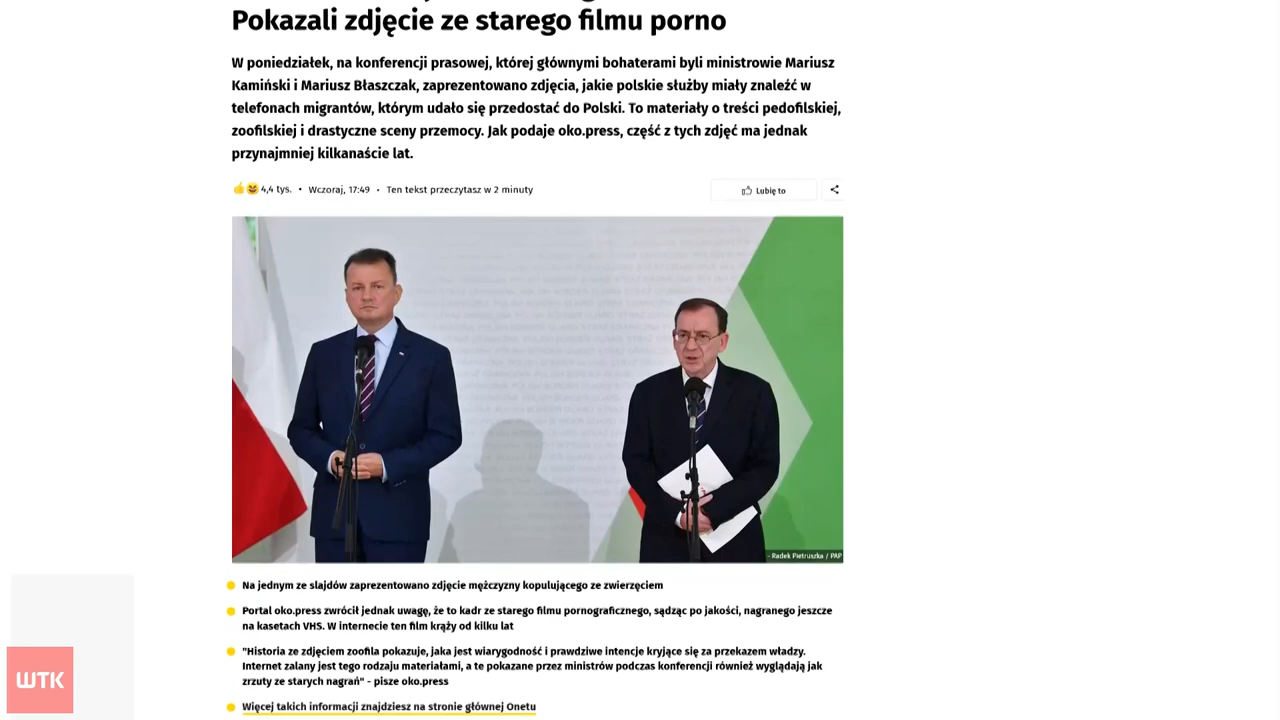 Pokazali zdjęcie ze starego filmu porno
W poniedziałek, na konferencji prasowej, której głównymi bohaterami byli ministrowie Mariusz
Kamiński i Mariusz Błaszczak, zaprezentowano zdjęcia, jakie polskie służby miały znaleźć w
telefonach migrantów, którym udało się przedostać do Polski. To materiały o treści pedofilskiej,
zoofilskiej i drastyczne sceny przemocy. Jak podaje oko.press, część z tych zdjęć ma jednak
przynajmniej kilkanaście lat.
4,4 tys. • Wczoraj, 17:49 • Ten tekst przeczytasz w 2 minuty
Lubię to
- Radek Pietruszka / PAP
Na jednym ze slajdów zaprezentowano zdjęcie mężczyzny kopulującego ze zwierzęciem
Portal oko.press zwrócił jednak uwagę, że to kadr ze starego filmu pornograficznego, sądząc po jakości, nagranego jeszcze
na kasetach VHS. W internecie ten film krąży od kilku lat
"Historia ze zdjęciem zoofila pokazuje, jaka jest wiarygodność i prawdziwe intencje kryjące się za przekazem władzy.
Internet zalany jest tego rodzaju materiałami, a te pokazane przez ministrów podczas konferencji również wyglądają jak
zrzuty ze starych nagrań" - pisze oko.press
Więcej takich informacji znajdziesz na stronie głównej Onetu
WTK